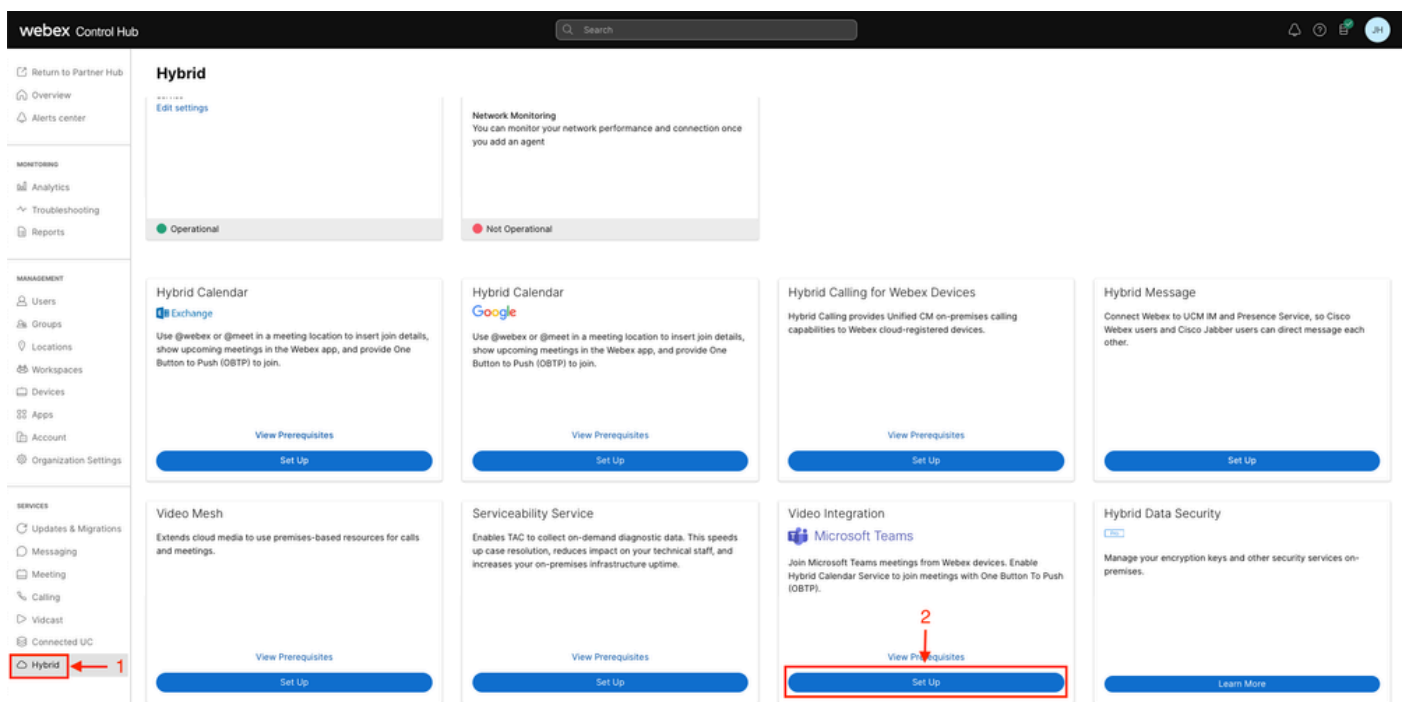 webex Control Hub
Search
JH
Return to Partner Hub
Overview
Alerts center
MONITORING
Analytics
Troubleshooting
Reports
MANAGEMENT
Users
Groups
Locations
Workspaces
Devices
Apps
Account
Organization Settings
SERVICES
Updates & Migrations
Messaging
Meeting
Calling
Vidcast
Connected UC
Hybrid
1
Hybrid
Edit settings
Operational
Network Monitoring
You can monitor your network performance and connection once
you add an agent
Not Operational
Hybrid Calendar
Exchange
Use @webex or @meet in a meeting location to insert join details,
show upcoming meetings in the Webex app, and provide One
Button to Push (OBTP) to join.
View Prerequisites
Set Up
Hybrid Calendar
Google
Use @webex or @meet in a meeting location to insert join details,
show upcoming meetings in the Webex app, and provide One
Button to Push (OBTP) to join.
View Prerequisites
Set Up
Hybrid Calling for Webex Devices
Hybrid Calling provides Unified CM on-premises calling
capabilities to Webex cloud-registered devices.
View Prerequisites
Set Up
Hybrid Message
Connect Webex to UCM IM and Presence Service, so Cisco
Webex users and Cisco Jabber users can direct message each
other.
Set Up
Video Mesh
Extends cloud media to use premises-based resources for calls
and meetings.
View Prerequisites
Set Up
Serviceability Service
Enables TAC to collect on-demand diagnostic data. This speeds
up case resolution, reduces impact on your technical staff, and
increases your on-premises infrastructure uptime.
View Prerequisites
Set Up
Video Integration
Microsoft Teams
Join Microsoft Teams meetings from Webex devices. Enable
Hybrid Calendar Service to join meetings with One Button To Push
(OBTP).
2
View Prerequisites
Set Up
Hybrid Data Security
Manage your encryption keys and other security services on-
premises.
Learn More